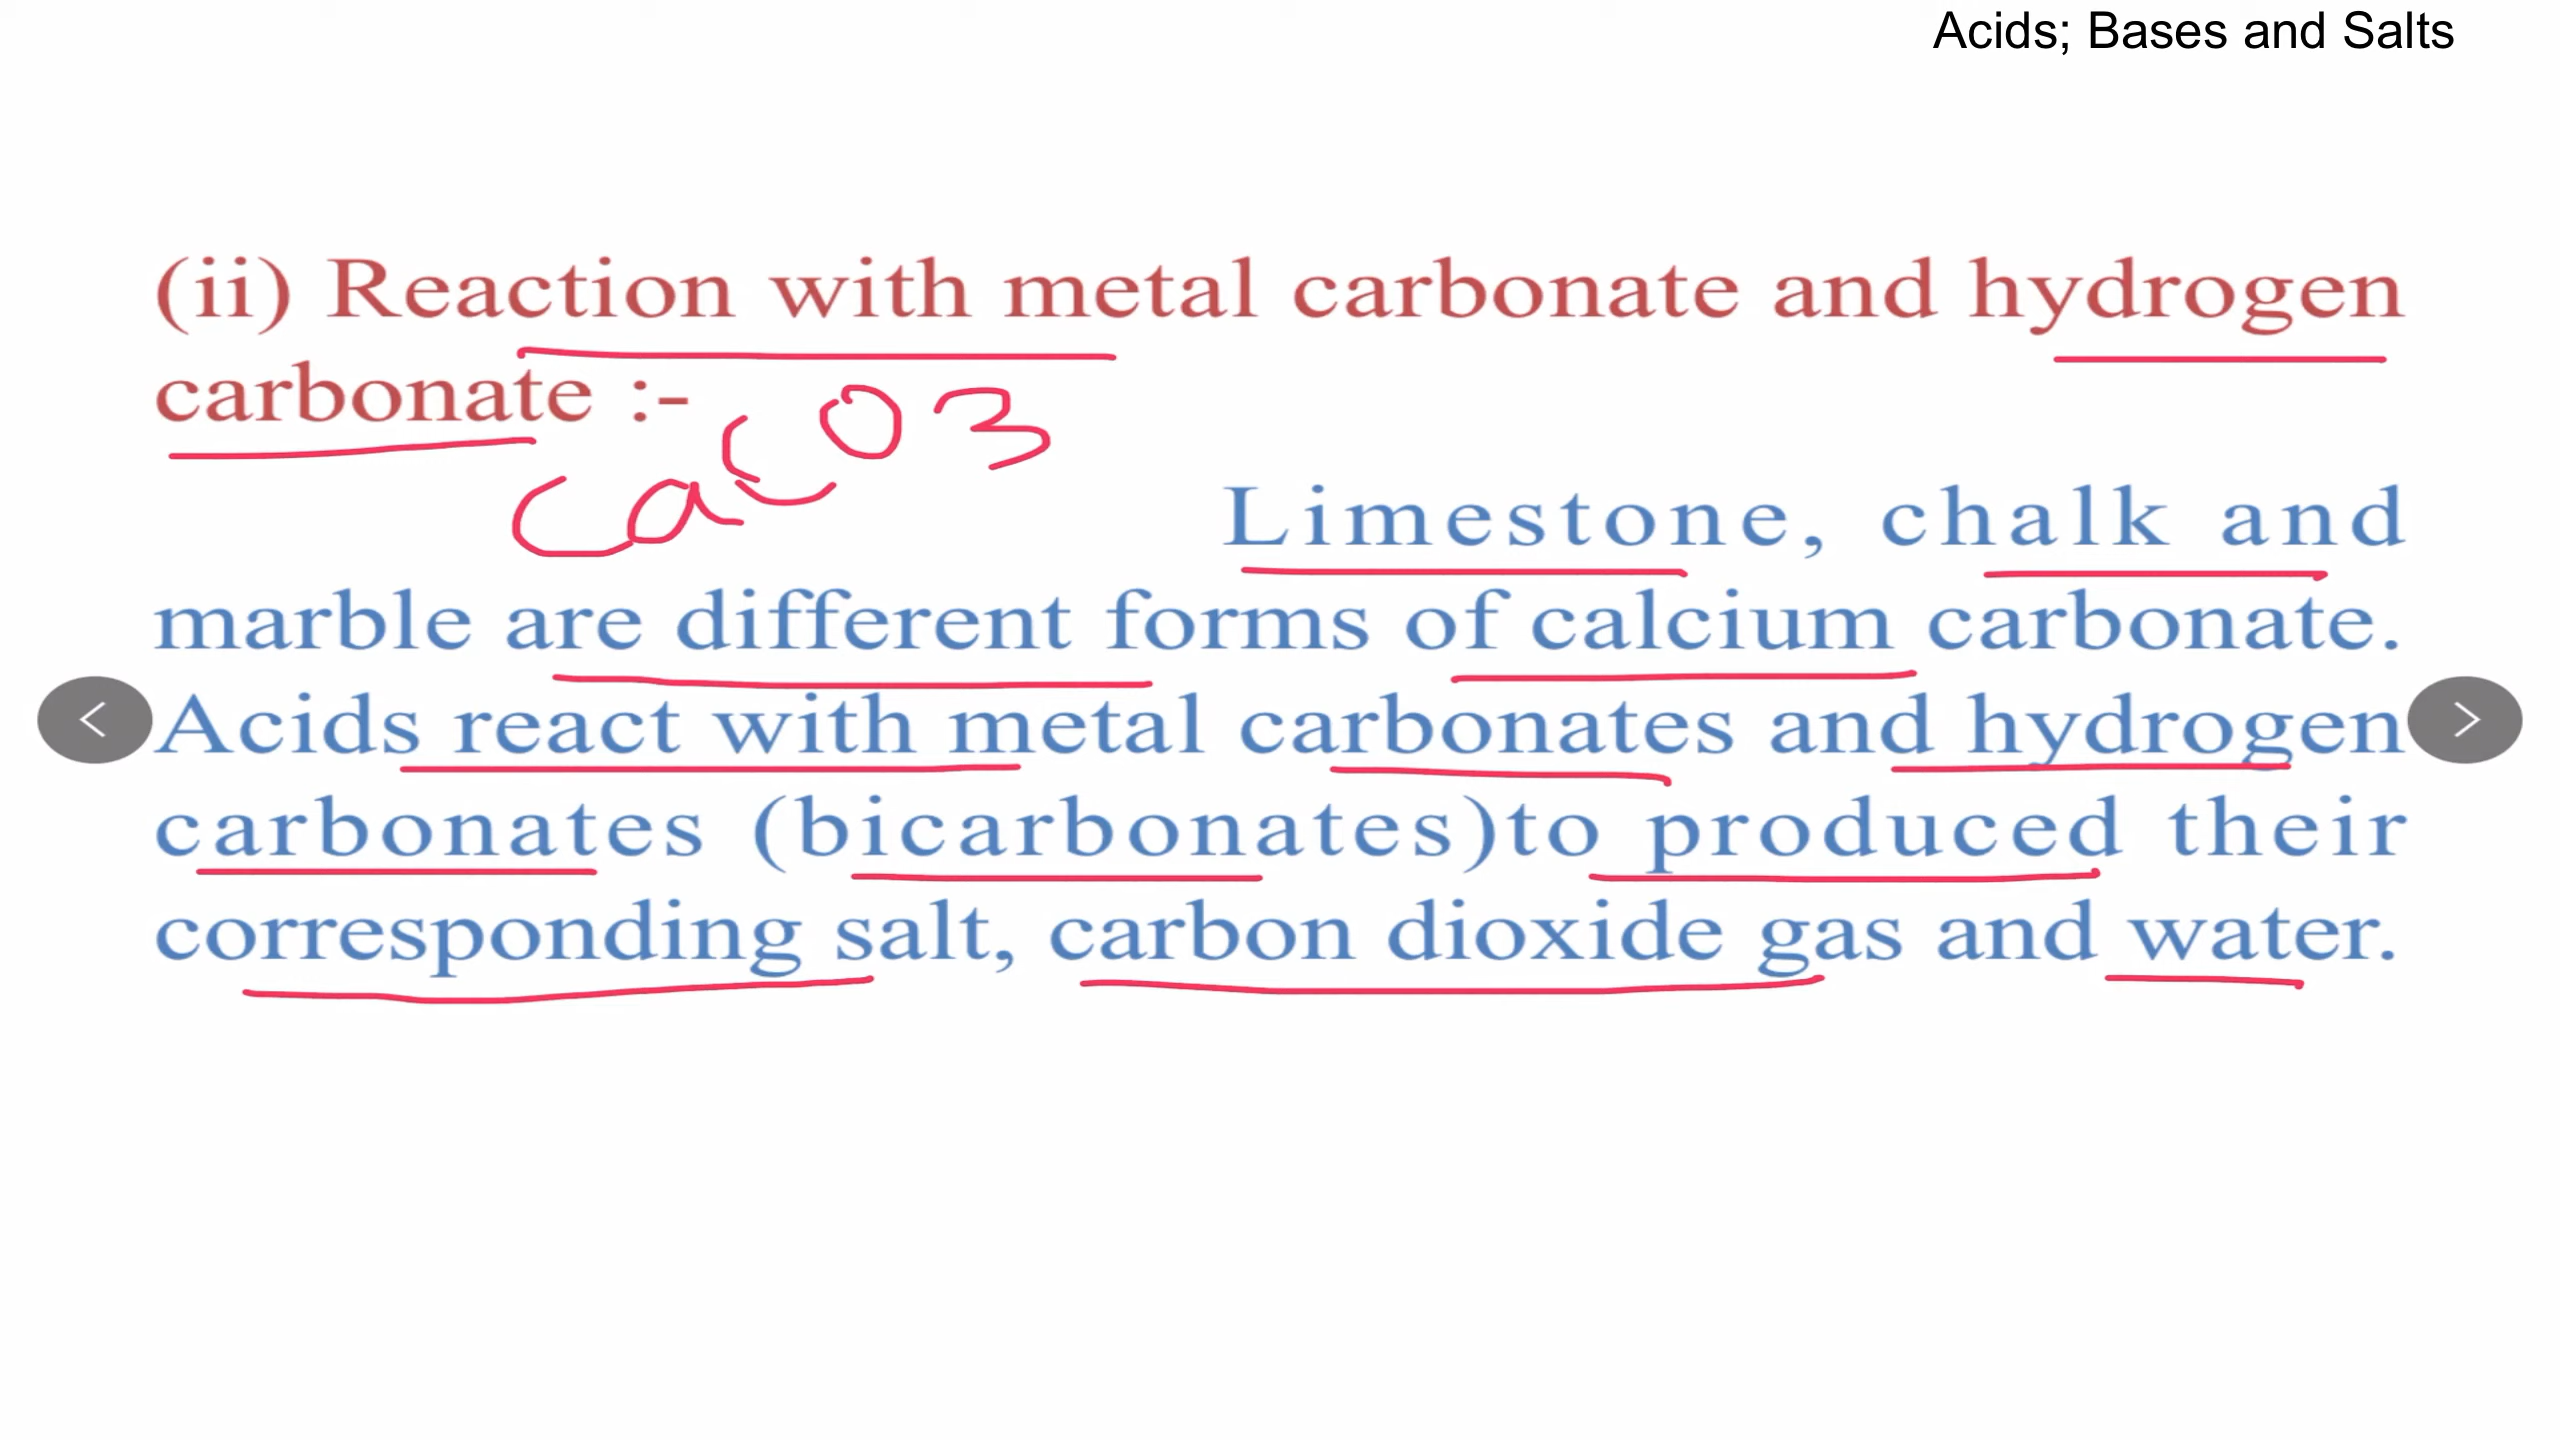 Acids; Bases and Salts
(ii) Reaction with metal carbonate and hydrogen
carbonate :-
CaCO3
Limestone, chalk and
marble are different forms of calcium carbonate.
Acids react with metal carbonates and hydrogen
carbonates (bicarbonates)to produced their
corresponding salt, carbon dioxide gas and water.